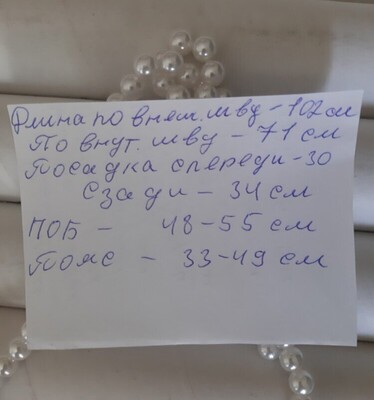 Длина по внеш. шву - 102 см
По внут. шву - 71 см
Посадка спереди - 30
Сзади - 34 см
ПОБ - 48-55 см
Пояс - 33-49 см